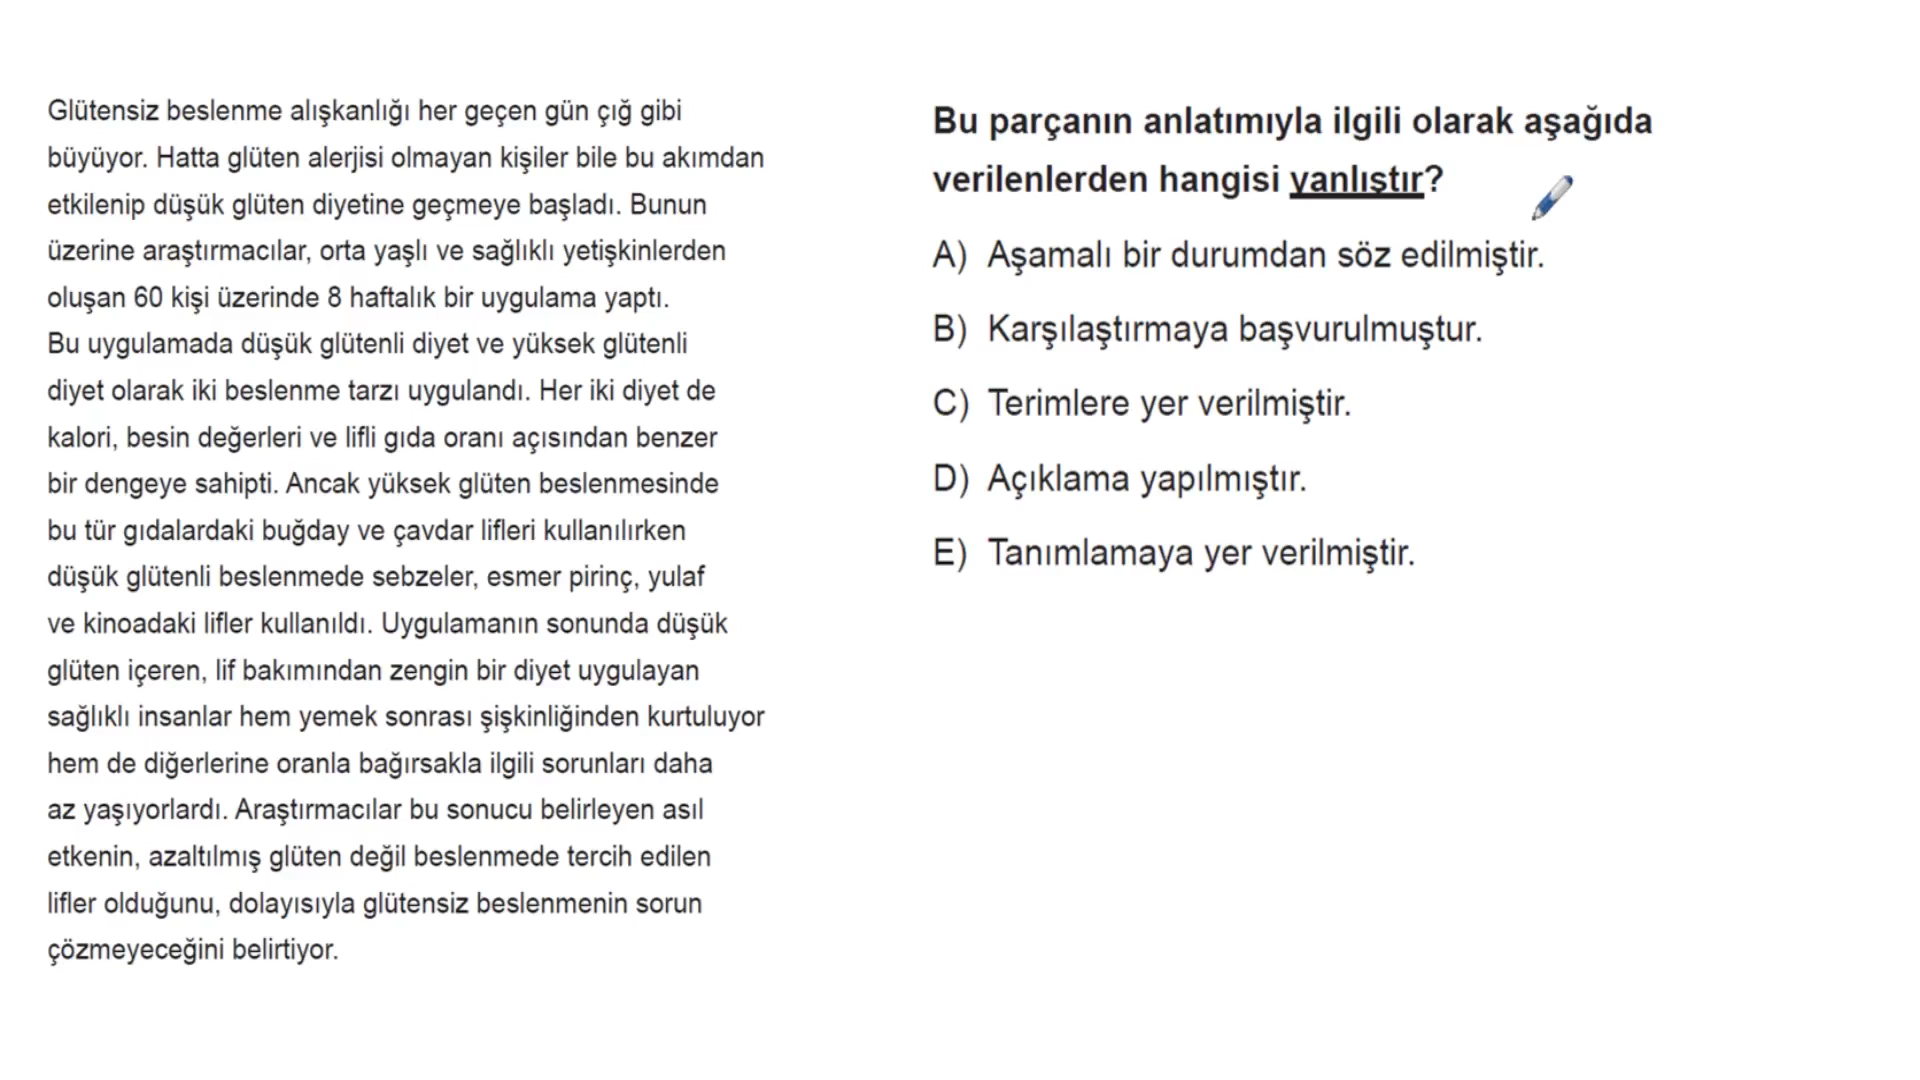 Glütensiz beslenme alışkanlığı her geçen gün çığ gibi
büyüyor. Hatta glüten alerjisi olmayan kişiler bile bu akımdan
etkilenip düşük glüten diyetine geçmeye başladı. Bunun
üzerine araştırmacılar, orta yaşlı ve sağlıklı yetişkinlerden
oluşan 60 kişi üzerinde 8 haftalık bir uygulama yaptı.
Bu uygulamada düşük glütenli diyet ve yüksek glütenli
diyet olarak iki beslenme tarzı uygulandı. Her iki diyet de
kalori, besin değerleri ve lifli gıda oranı açısından benzer
bir dengeye sahipti. Ancak yüksek glüten beslenmesinde
bu tür gıdalardaki buğday ve çavdar lifleri kullanılırken
düşük glütenli beslenmede sebzeler, esmer pirinç, yulaf
ve kinoadaki lifler kullanıldı. Uygulamanın sonunda düşük
glüten içeren, lif bakımından zengin bir diyet uygulayan
sağlıklı insanlar hem yemek sonrası şişkinliğinden kurtuluyor
hem de diğerlerine oranla bağırsakla ilgili sorunları daha
az yaşıyorlardı. Araştırmacılar bu sonucu belirleyen asıl
etkenin, azaltılmış glüten değil beslenmede tercih edilen
lifler olduğunu, dolayısıyla glütensiz beslenmenin sorun
çözmeyeceğini belirtiyor.
Bu parçanın anlatımıyla ilgili olarak aşağıda
verilenlerden hangisi yanlıştır?
A) Aşamalı bir durumdan söz edilmiştir.
B) Karşılaştırmaya başvurulmuştur.
C) Terimlere yer verilmiştir.
D) Açıklama yapılmıştır.
E) Tanımlamaya yer verilmiştir.